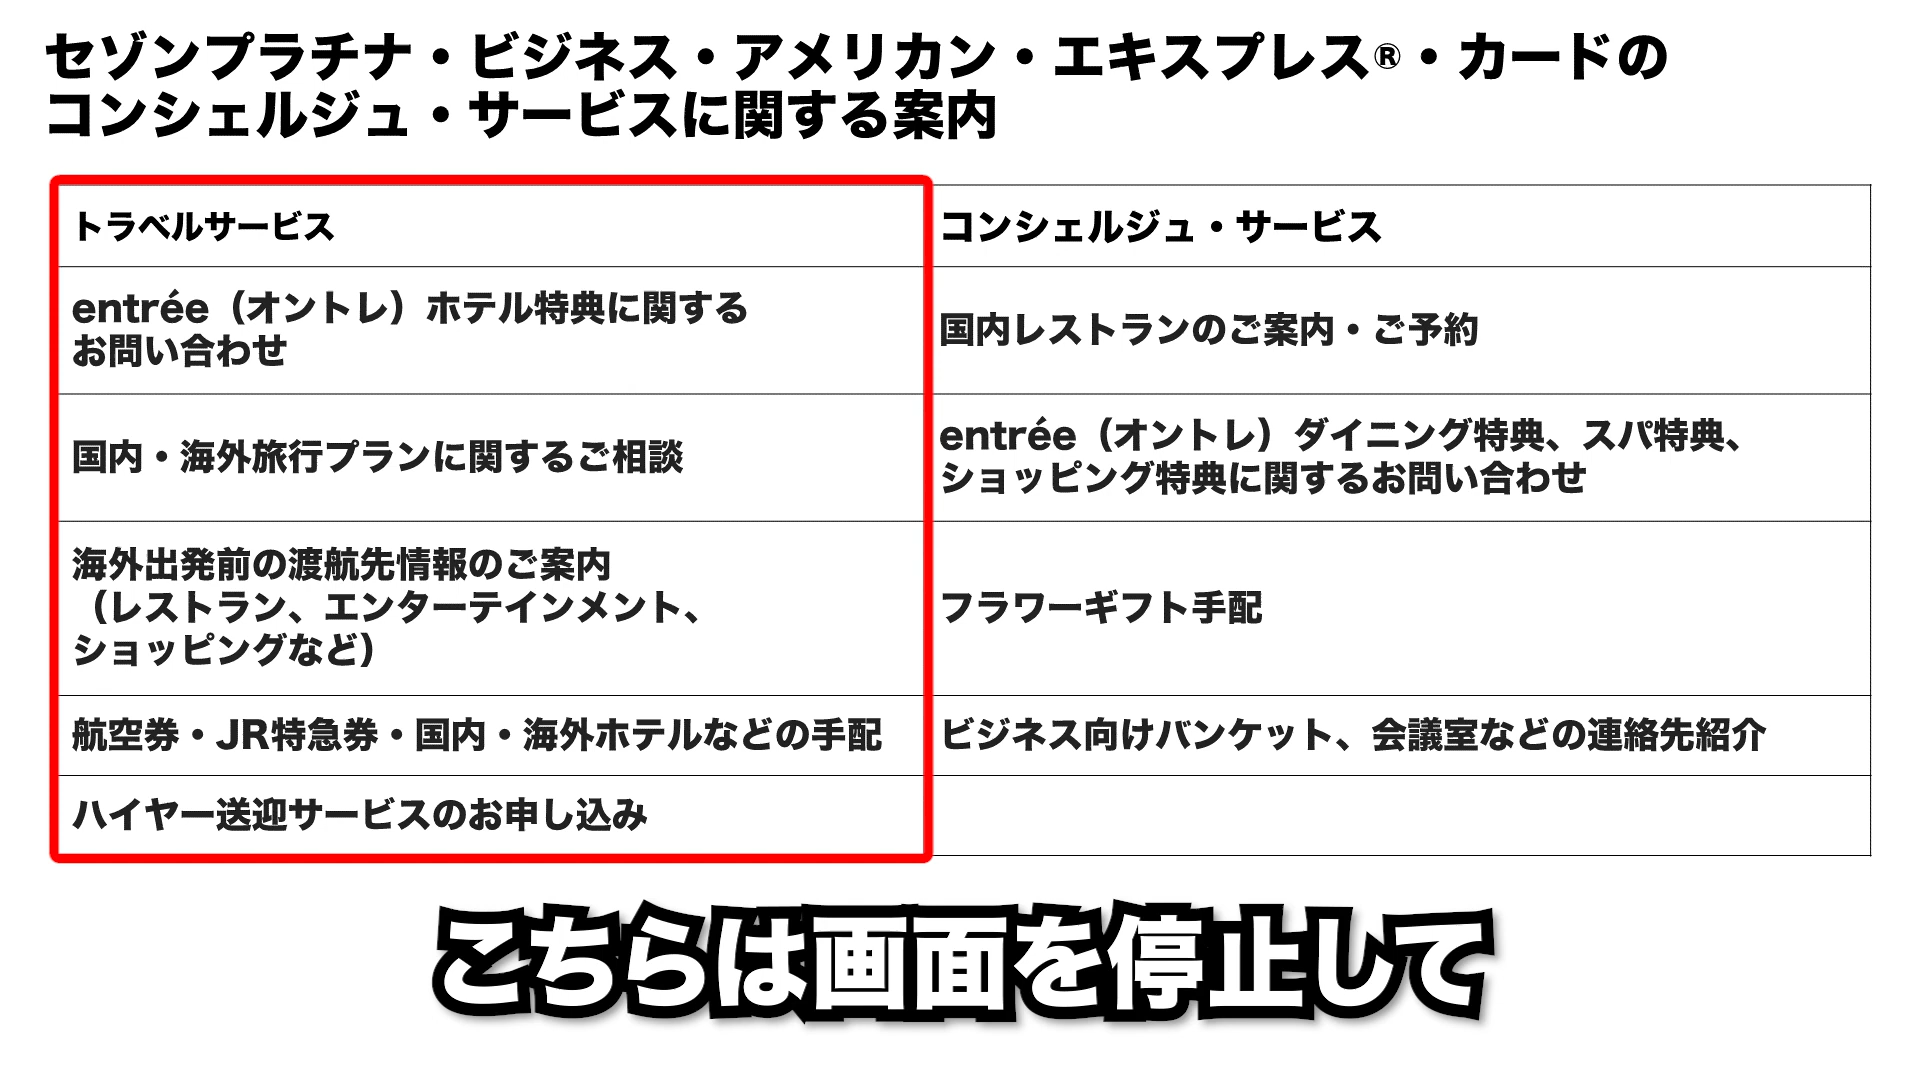 セゾンプラチナ・ビジネス・アメリカン・エキスプレス®・カードの
コンシェルジュ・サービスに関する案内
トラベルサービス
コンシェルジュ・サービス
entrée（オントレ）ホテル特典に関する
お問い合わせ
国内レストランのご案内・ご予約
国内・海外旅行プランに関するご相談
entrée（オントレ）ダイニング特典、スパ特典、
ショッピング特典に関するお問い合わせ
海外出発前の渡航先情報のご案内
（レストラン、エンターテインメント、
ショッピングなど）
フラワーギフト手配
航空券・JR特急券・国内・海外ホテルなどの手配
ビジネス向けバンケット、会議室などの連絡先紹介
ハイヤー送迎サービスのお申し込み
こちらは画面を停止して